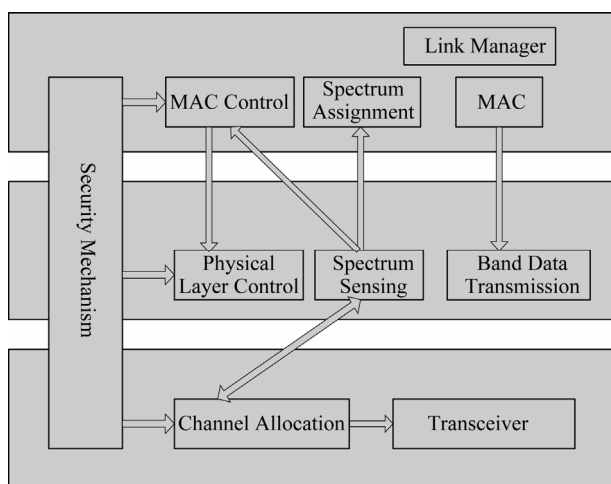 Link Manager
MAC Control
Spectrum
Assignment
MAC
Security Mechanism
Physical
Layer Control
Spectrum
Sensing
Band Data
Transmission
Channel Allocation
Transceiver